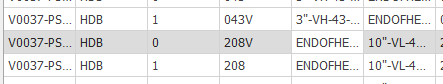 V0037-PS... HDB 1 043V 3"-VH-43-... ENDOFHE...
V0037-PS... HDB 0 208V ENDOFHE... 10"-VL-4...
V0037-PS... HDB 1 208 ENDOFHE... 10"-VL-4...